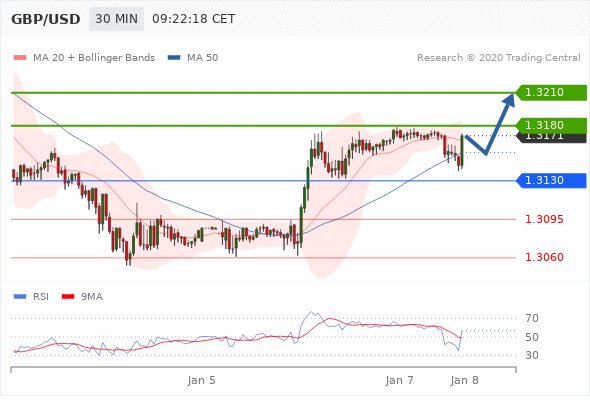 GBP/USD 30 MIN 09:22:18 CET
MA 20 + Bollinger Bands MA 50 Research © 2020 Trading Central
1.3210
1.3180
1.3171
1.3130
1.3095
1.3060
RSI 9MA
70
50
30
Jan 5 Jan 7 Jan 8